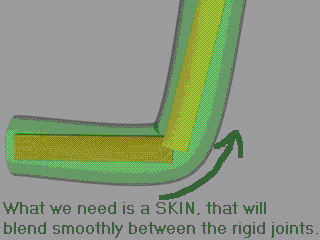 What we need is a SKIN, that will
blend smoothly between the rigid joints.